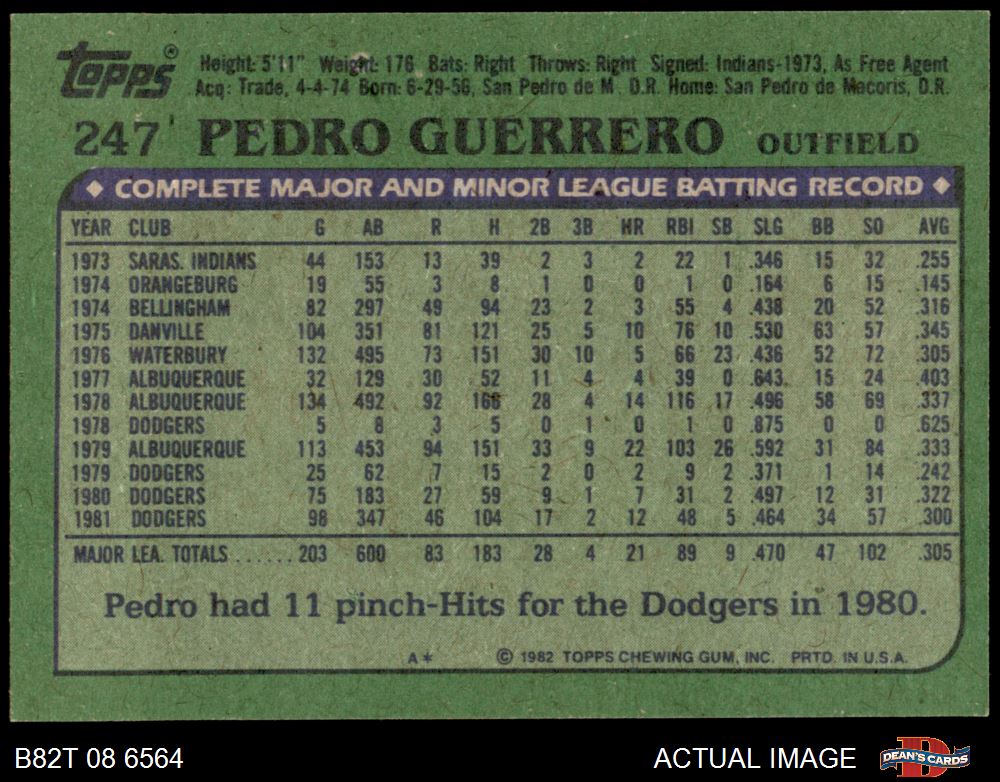 Topps® Height: 5'11" Weight: 176 Bats: Right Throws: Right Signed: Indians-1973, As Free Agent
Acq: Trade, 4-4-74 Born: 6-29-56, San Pedro de M. D.R. Home: San Pedro de Macoris, D.R.
247 PEDRO GUERRERO OUTFIELD
◆ COMPLETE MAJOR AND MINOR LEAGUE BATTING RECORD ◆
YEAR CLUB G AB R H 2B 3B HR RBI SB SLG BB SO AVG
1973 SARAS. INDIANS 44 153 13 39 2 3 2 22 1 .346 15 32 .255
1974 ORANGEBURG 19 55 3 8 1 0 0 1 0 .164 6 15 .145
1974 BELLINGHAM 82 297 49 94 23 2 3 55 4 .438 20 52 .316
1975 DANVILLE 104 351 81 121 25 5 10 76 10 .530 63 57 .345
1976 WATERBURY 132 495 73 151 30 10 5 66 23 .436 52 72 .305
1977 ALBUQUERQUE 32 129 30 52 11 4 4 39 0 .643 15 24 .403
1978 ALBUQUERQUE 134 492 92 166 28 4 14 116 17 .496 58 69 .337
1978 DODGERS 5 8 3 5 0 1 0 1 0 .875 0 0 .625
1979 ALBUQUERQUE 113 453 94 151 33 9 22 103 26 .592 31 84 .333
1979 DODGERS 25 62 7 15 2 0 2 9 2 .371 1 14 .242
1980 DODGERS 75 183 27 59 9 1 7 31 2 .497 12 31 .322
1981 DODGERS 98 347 46 104 17 2 12 48 5 .464 34 57 .300
MAJOR LEA. TOTALS ...... 203 600 83 183 28 4 21 89 9 .470 47 102 .305
Pedro had 11 pinch-Hits for the Dodgers in 1980.
A* © 1982 TOPPS CHEWING GUM, INC. PRTD. IN U.S.A.
B82T 08 6564 ACTUAL IMAGE DEAN'S CARDS